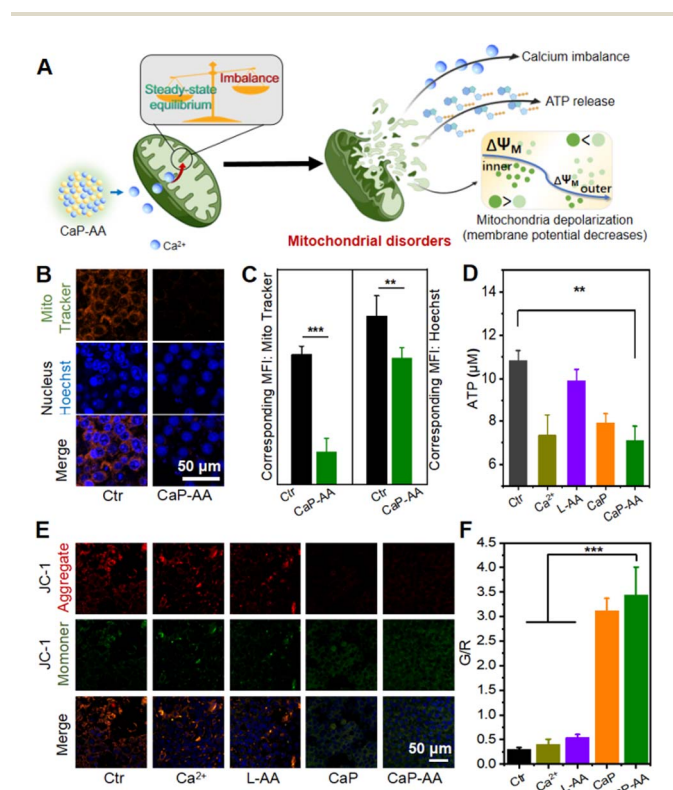 A
Steady-state
equilibrium
Imbalance
Calcium imbalance
ATP release
CaP-AA
Ca²⁺
Mitochondrial disorders
ΔΨM
inner
ΔΨM
outer
<
>
Mitochondria depolarization
(membrane potential decreases)
B
Mito
Tracker
Nucleus
Hoechst
Merge
50 µm
Ctr
CaP-AA
C
Corresponding MFI: Mito Tracker
***
**
Corresponding MFI: Hoechst
Ctr
CaP-AA
Ctr
CaP-AA
D
ATP (µM)
12
10
8
6
**
Ctr
Ca²⁺
L-AA
CaP
CaP-AA
E
JC-1
Aggregate
JC-1
Momoner
Merge
50 µm
Ctr
Ca²⁺
L-AA
CaP
CaP-AA
F
G/R
4.5
4.0
3.5
3.0
2.5
2.0
1.5
1.0
0.5
0.0
***
Ctr
Ca²⁺
L-AA
CaP
CaP-AA